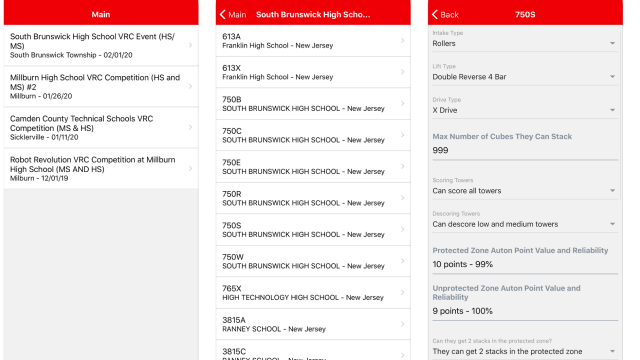 Main
South Brunswick High School VRC Event (HS/
MS)
South Brunswick Township - 02/01/20
Millburn High School VRC Competition (HS and
MS) #2
Millburn - 01/26/20
Camden County Technical Schools VRC
Competition (MS & HS)
Sicklerville - 01/11/20
Robot Revolution VRC Competition at Millburn
High School (MS AND HS)
Milburn - 12/01/19
Main South Brunswick High Scho...
613A
Franklin High School - New Jersey
613X
Franklin High School - New Jersey
750B
SOUTH BRUNSWICK HIGH SCHOOL - New Jersey
750C
SOUTH BRUNSWICK HIGH SCHOOL - New Jersey
750E
SOUTH BRUNSWICK HIGH SCHOOL - New Jersey
750R
SOUTH BRUNSWICK HIGH SCHOOL - New Jersey
750S
SOUTH BRUNSWICK HIGH SCHOOL - New Jersey
750W
SOUTH BRUNSWICK HIGH SCHOOL - New Jersey
765X
HIGH TECHNOLOGY HIGH SCHOOL - New Jersey
3815A
RANNEY SCHOOL - New Jersey
3815C
RANNEY SCHOOL - New Jersey
Back 750S
Intake Type
Rollers
Lift Type
Double Reverse 4 Bar
Drive Type
X Drive
Max Number of Cubes They Can Stack
999
Scoring Towers
Can score all towers
Descoring Towers
Can descore low and medium towers
Protected Zone Auton Point Value and Reliability
10 points - 99%
Unprotected Zone Auton Point Value and
Reliability
9 points - 100%
Can they get 2 stacks in the protected zone?
They can get 2 stacks in the protected zone